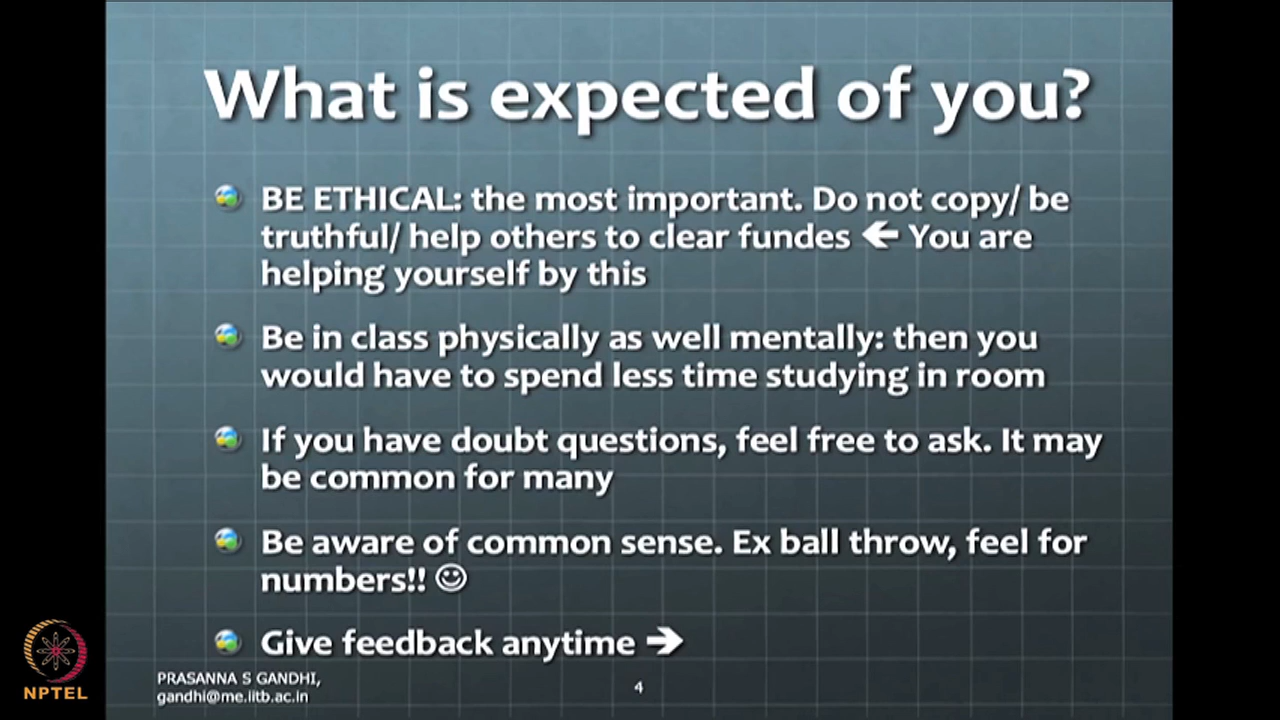 What is expected of you?
BE ETHICAL: the most important. Do not copy/ be
truthful/ help others to clear fundes ← You are
helping yourself by this
Be in class physically as well mentally: then you
would have to spend less time studying in room
If you have doubt questions, feel free to ask. It may
be common for many
Be aware of common sense. Ex ball throw, feel for
numbers!! ☺
Give feedback anytime →
PRASANNA S GANDHI,
gandhi@me.iitb.ac.in
4
NPTEL